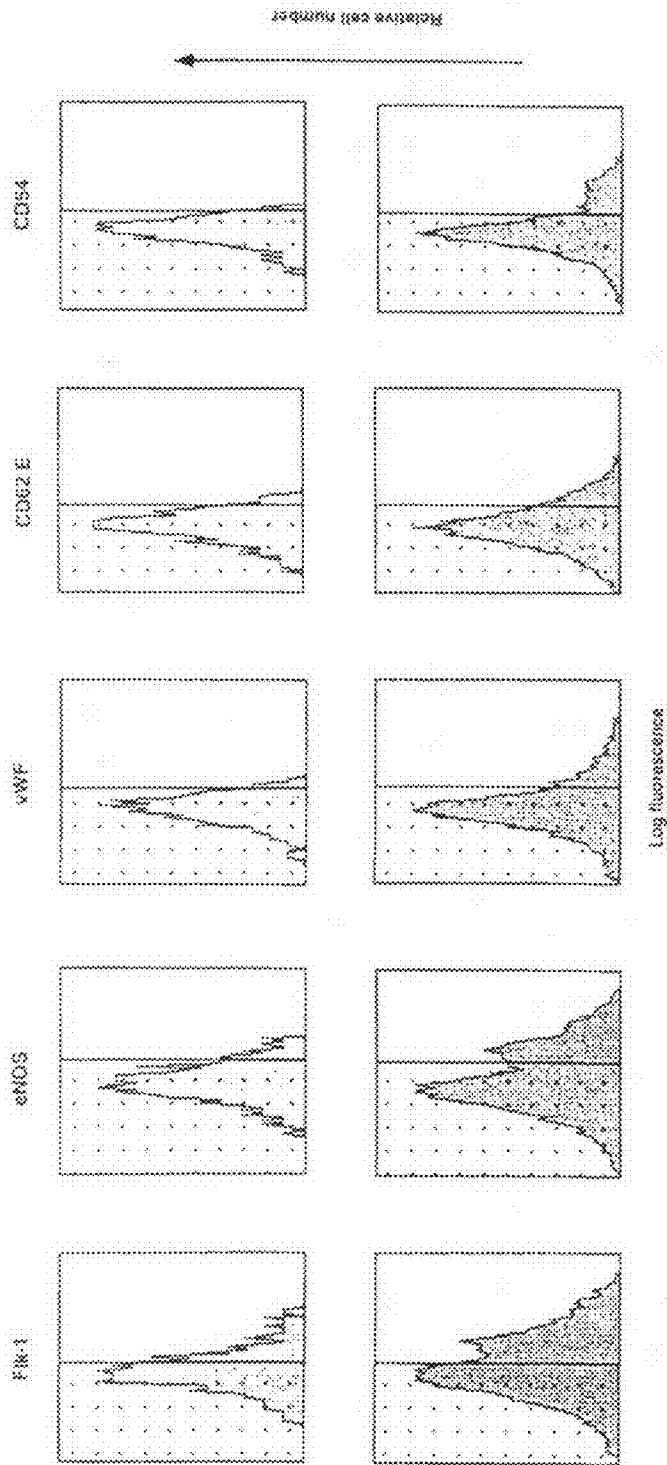 Flk-1
eNOS
vWF
CD62 E
CD54
Relative cell number
Log fluorescence